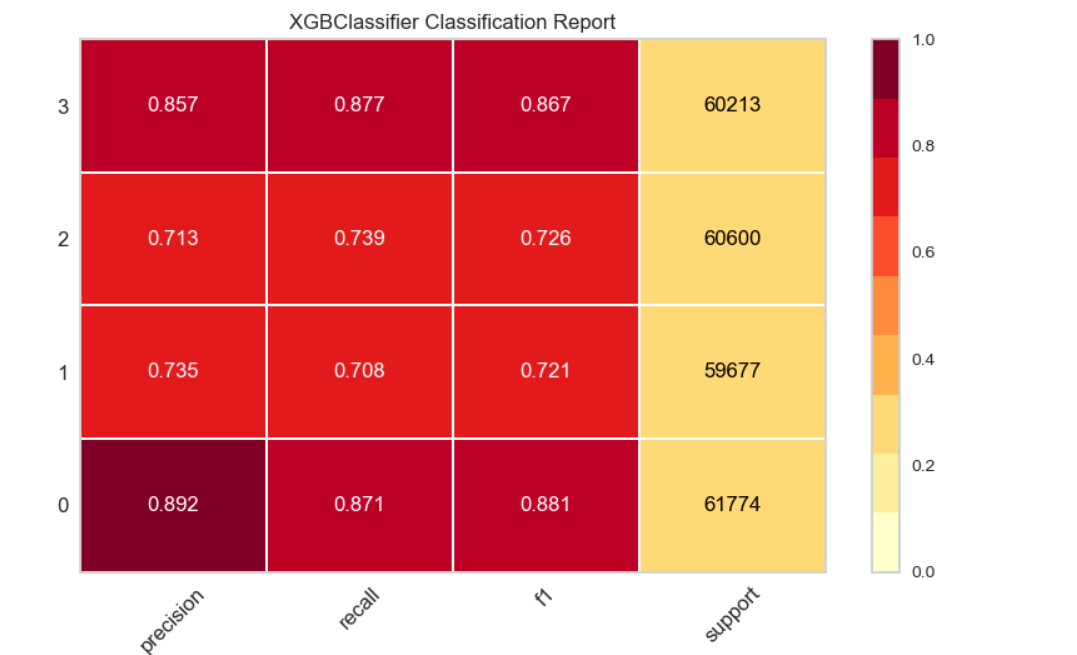 XGBClassifier Classification Report
3 0.857 0.877 0.867 60213
2 0.713 0.739 0.726 60600
1 0.735 0.708 0.721 59677
0 0.892 0.871 0.881 61774
precision recall f1 support
1.0
0.8
0.6
0.4
0.2
0.0